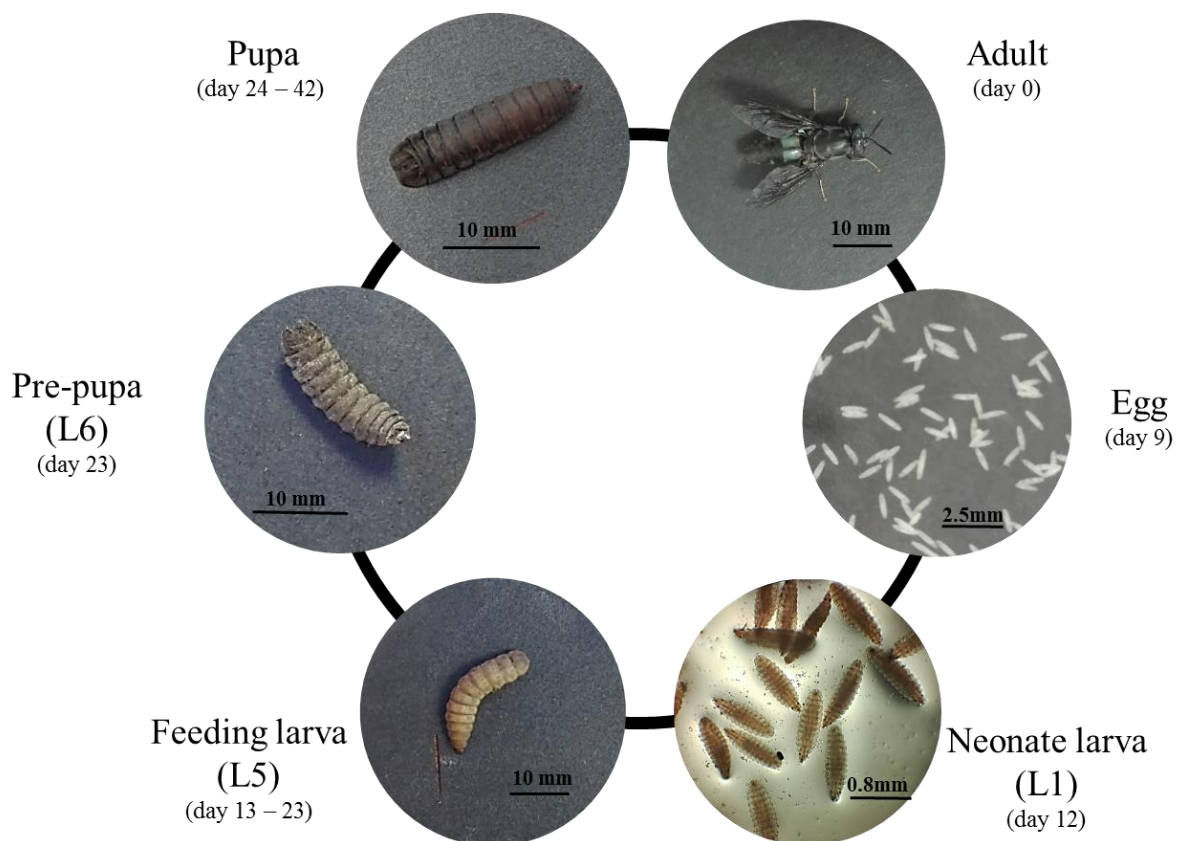 Pupa
(day 24 – 42)
10 mm
Adult
(day 0)
10 mm
Egg
(day 9)
2.5mm
Neonate larva
(L1)
(day 12)
0.8mm
Feeding larva
(L5)
(day 13 – 23)
10 mm
Pre-pupa
(L6)
(day 23)
10 mm